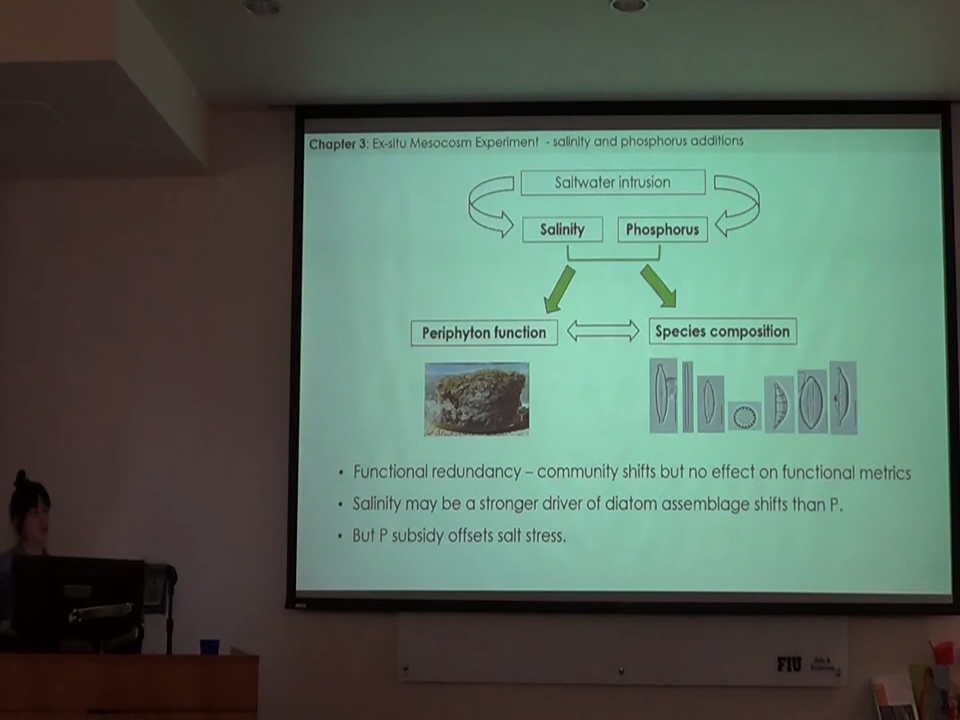 Chapter 3: Ex-situ Mesocosm Experiment - salinity and phosphorus additions
Saltwater intrusion
Salinity
Phosphorus
Periphyton function
Species composition
• Functional redundancy – community shifts but no effect on functional metrics
• Salinity may be a stronger driver of diatom assemblage shifts than P.
• But P subsidy offsets salt stress.
FIU
Arts &
Sciences